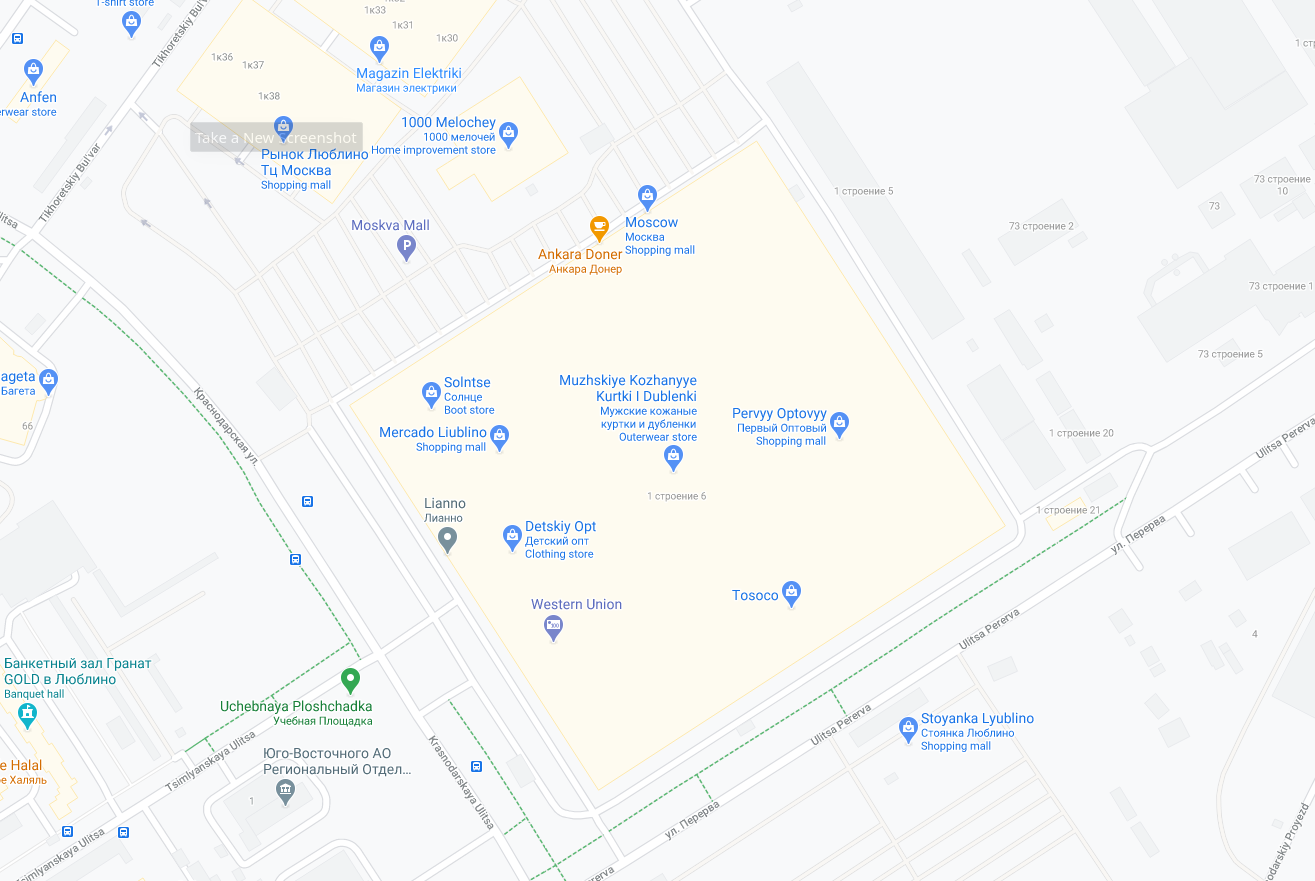 T-shirt store
1к33
1к31
1к30
Tikhoretskiy Bul'var
1к36
1к37
1к38
Magazin Elektriki
Магазин электрики
Anfen
erwear store
1000 Melochey
1000 мелочей
Home improvement store
Take a New Screenshot
Рынок Люблино
Тц Москва
Shopping mall
Tikhoretskiy Bul'var
Moskva Mall
P
Moscow
Москва
Shopping mall
Ankara Doner
Анкара Донер
1 строение 5
73 строение
10
73
73 строение 2
73 строение 1
73 строение 5
ageta
Багета
66
Краснодарская ул.
Solntse
Солнце
Boot store
Mercado Liublino
Shopping mall
Muzhskiye Kozhanyye
Kurtki I Dublenki
Мужские кожаные
куртки и дубленки
Outerwear store
Pervyy Optovyy
Первый Оптовый
Shopping mall
1 строение 6
1 строение 20
1 строение 21
Ulitsa Pererva
ул. Перерва
Lianno
Лианно
Detskiy Opt
Детский опт
Clothing store
Tosoco
Western Union
100
Ulitsa Pererva
4
Банкетный зал Гранат
GOLD в Люблино
Banquet hall
Uchebnaya Ploshchadka
Учебная Площадка
Ulitsa Pererva
Stoyanka Lyublino
Стоянка Люблино
Shopping mall
Tsimlyanskaya Ulitsa
Krasnodarskaya Ulitsa
Юго-Восточного АО
Региональный Отдел...
1
e Halal
е Халяль
ул. Перерва
Tsimlyanskaya Ulitsa
nodarskiy Proyezd